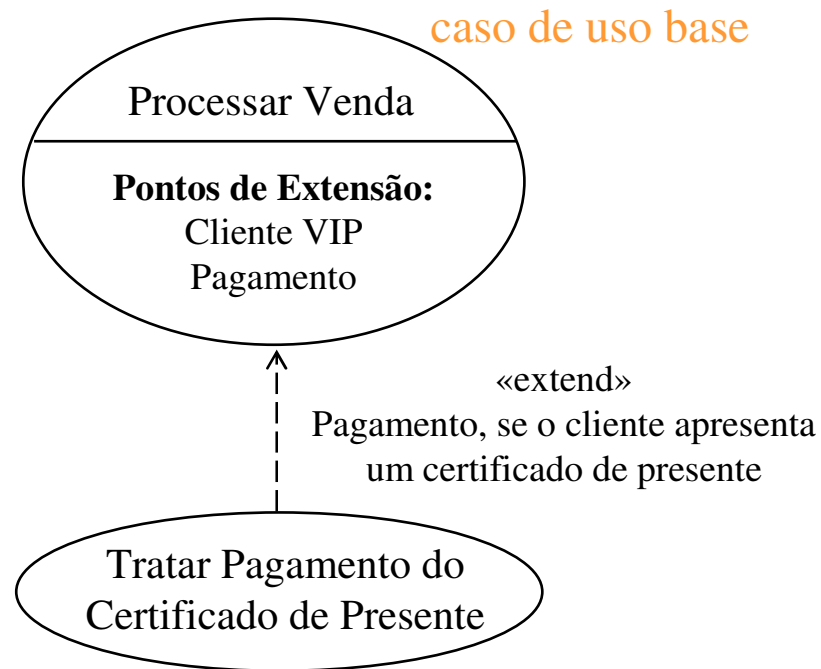 caso de uso base
Processar Venda
Pontos de Extensão:
Cliente VIP
Pagamento
«extend»
Pagamento, se o cliente apresenta
um certificado de presente
Tratar Pagamento do
Certificado de Presente